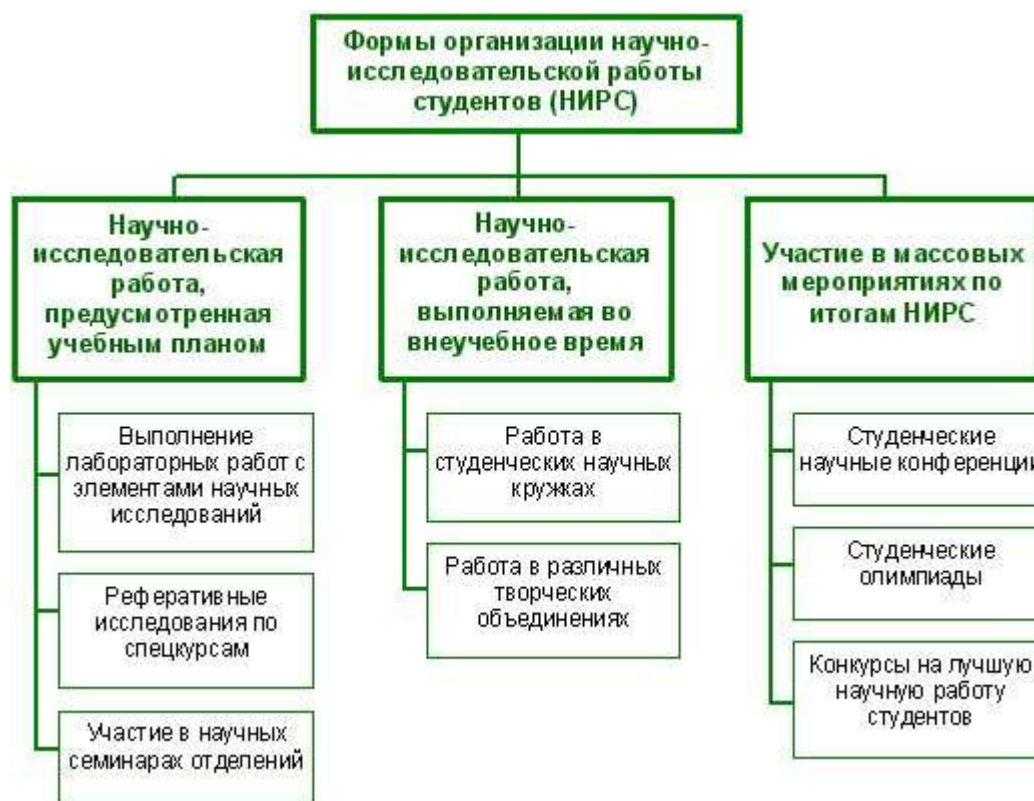 Формы организации научно-
исследовательской работы
студентов (НИРС)
Научно-
исследовательская
работа,
предусмотренная
учебным планом
Выполнение
лабораторных работ с
элементами научных
исследований
Реферативные
исследования по
спецкурсам
Участие в научных
семинарах отделений
Научно-
исследовательская
работа,
выполняемая во
внеучебное время
Работа в
студенческих научных
кружках
Работа в различных
творческих
объединениях
Участие в массовых
мероприятиях по
итогам НИРС
Студенческие
научные конференции
Студенческие
олимпиады
Конкурсы на лучшую
научную работу
студентов